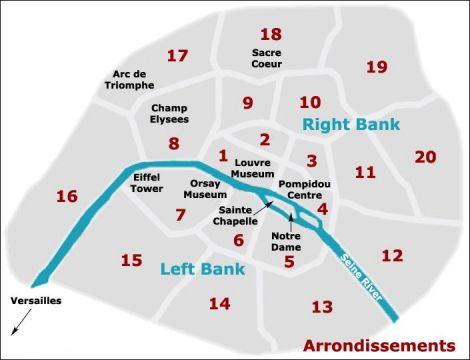 18
Sacre
Coeur
17
19
Arc de
Triomphe
9
10
Champ
Elysees
Right Bank
2
8
1
3
20
Louvre
Museum
11
Eiffel
Tower
Orsay
Museum
Pompidou
Centre
16
7
Sainte
Chapelle
4
6
Notre
Dame
12
15
Left Bank
5
Seine River
Versailles
14
13
Arrondissements